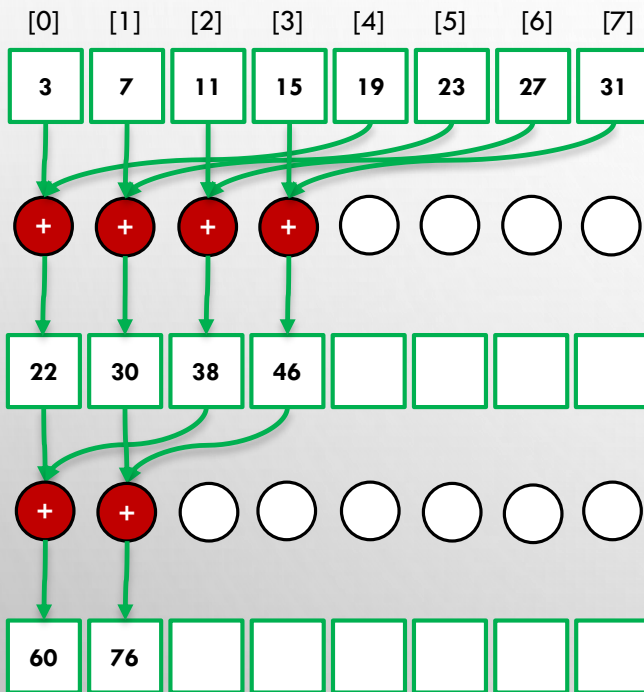 [0] [1] [2] [3] [4] [5] [6] [7]
3 7 11 15 19 23 27 31
+ + + +
22 30 38 46
+ +
60 76